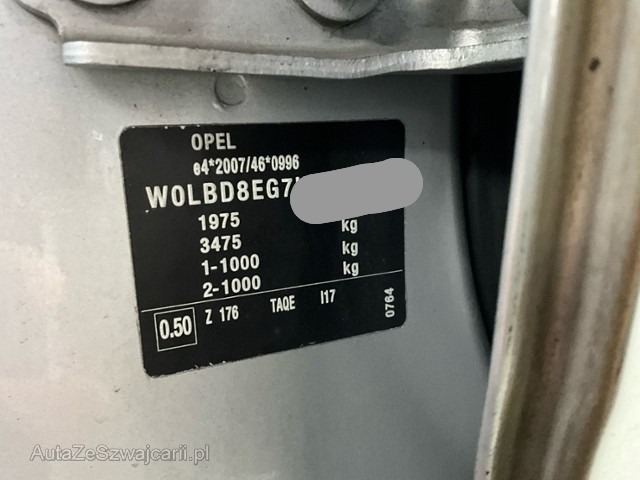 OPEL
e4*2007/46*0996
W0LBD8EG7
1975 kg
3475 kg
1-1000 kg
2-1000
0.50 Z 176 TAQE I17 0764
AutaZeSzwajcarii.pl